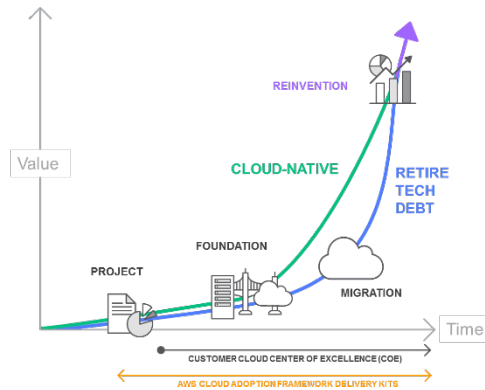 REINVENTION
Value
CLOUD-NATIVE
RETIRE
TECH
DEBT
FOUNDATION
PROJECT
MIGRATION
Time
CUSTOMER CLOUD CENTER OF EXCELLENCE (COE)
AWS CLOUD ADOPTION FRAMEWORK DELIVERY KITS